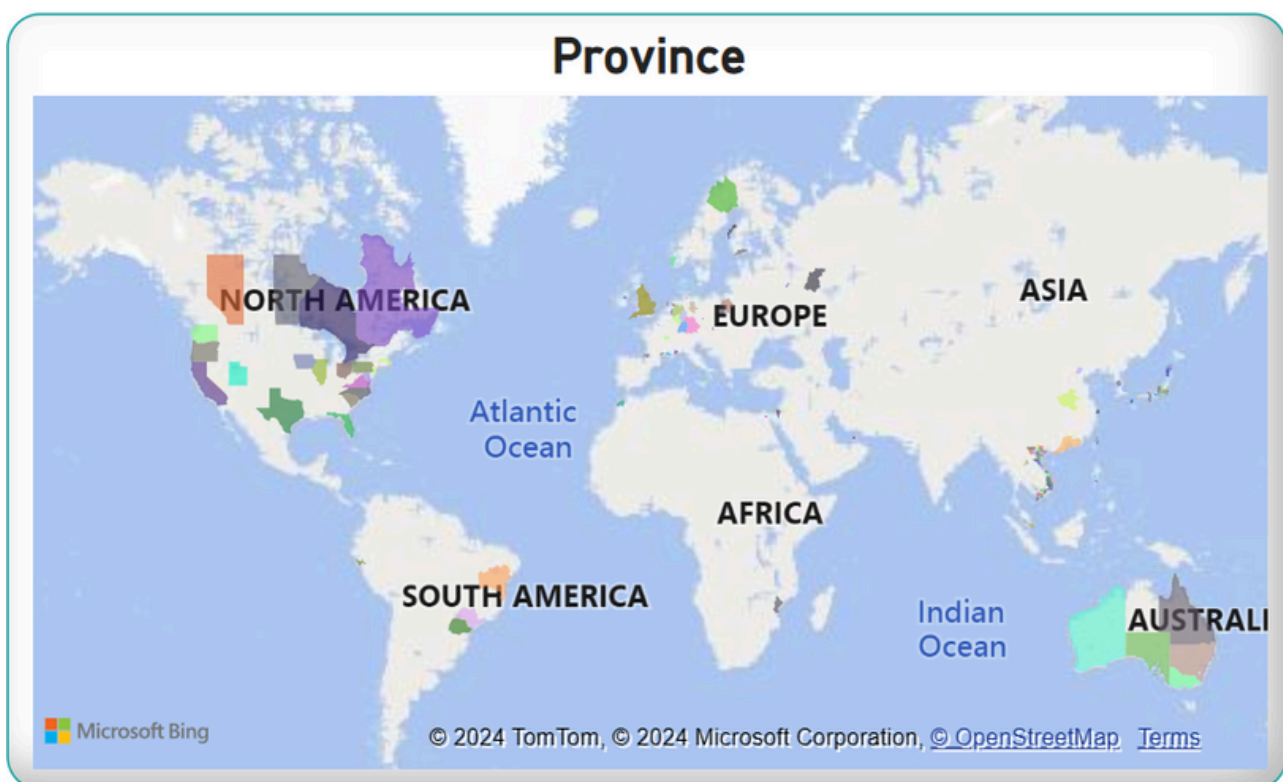 Province
NORTH AMERICA
EUROPE
ASIA
Atlantic
Ocean
AFRICA
SOUTH AMERICA
Indian
Ocean
AUSTRALI
Microsoft Bing
© 2024 TomTom, © 2024 Microsoft Corporation, © OpenStreetMap Terms